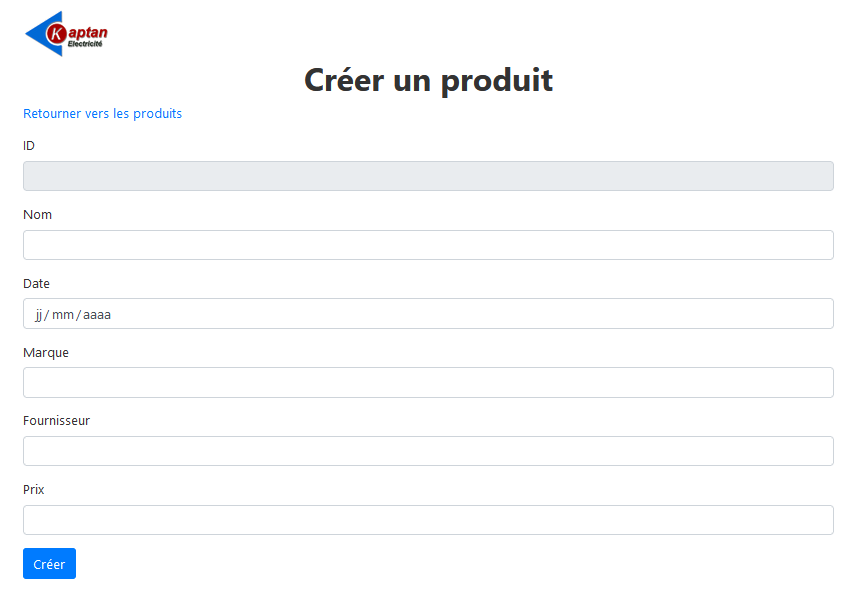 Kaptan
Electricité
Créer un produit
Retourner vers les produits
ID
Nom
Date
jj/mm/aaaa
Marque
Fournisseur
Prix
Créer